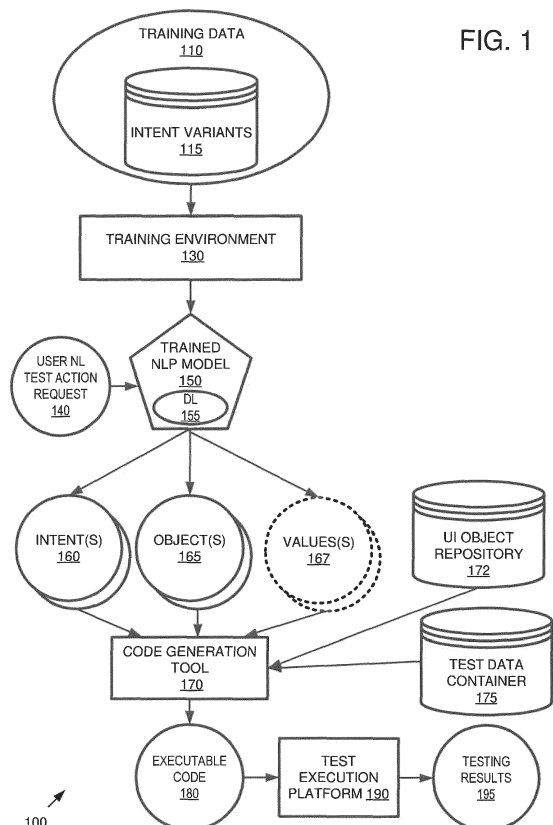 FIG. 1
TRAINING DATA
110
INTENT VARIANTS
115
TRAINING ENVIRONMENT
130
USER NL
TEST ACTION
REQUEST
140
TRAINED
NLP MODEL
150
DL
155
INTENT(S)
160
OBJECT(S)
165
VALUES(S)
167
UI OBJECT
REPOSITORY
172
CODE GENERATION
TOOL
170
TEST DATA
CONTAINER
175
EXECUTABLE
CODE
180
TEST
EXECUTION
PLATFORM 190
TESTING
RESULTS
195
100